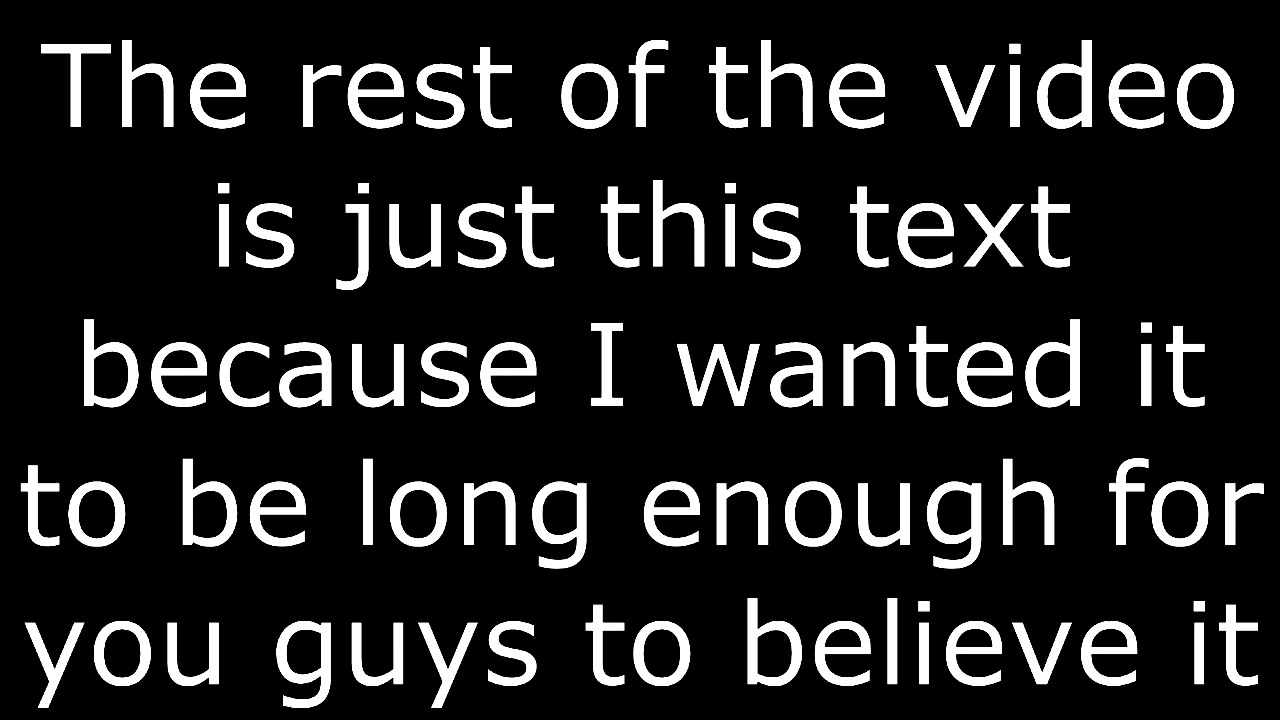 The rest of the video
is just this text
because I wanted it
to be long enough for
you guys to believe it